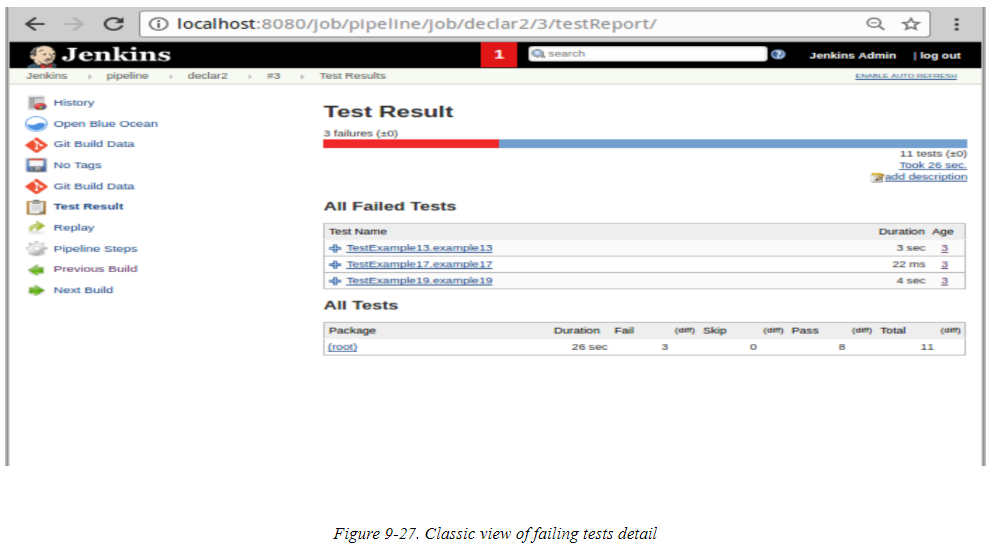 localhost:8080/job/pipeline/job/declar2/3/testReport/
Jenkins
1
search
Jenkins Admin | log out
Jenkins pipeline declar2 #3 Test Results
ENABLE AUTO REFRESH
History
Open Blue Ocean
Git Build Data
No Tags
Git Build Data
Test Result
Replay
Pipeline Steps
Previous Build
Next Build
Test Result
3 failures (±0)
11 tests (±0)
Took 26 sec.
add description
All Failed Tests
Test Name Duration Age
TestExample13.example13 3 sec 3
TestExample17.example17 22 ms 3
TestExample19.example19 4 sec 3
All Tests
Package Duration Fail (diff) Skip (diff) Pass (diff) Total (diff)
(root) 26 sec 3 0 8 11
Figure 9-27. Classic view of failing tests detail